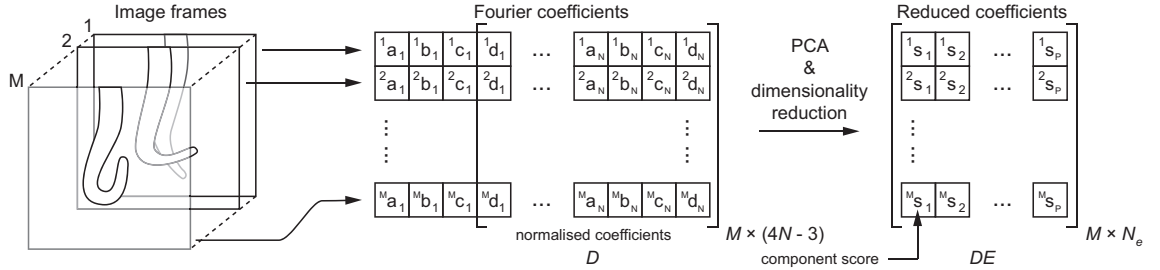 Image frames
1
2
M
Fourier coefficients
¹a₁ ¹b₁ ¹c₁ ¹d₁ ... ¹a_N ¹b_N ¹c_N ¹d_N
²a₁ ²b₁ ²c₁ ²d₁ ... ²a_N ²b_N ²c_N ²d_N
ᴹa₁ ᴹb₁ ᴹc₁ ᴹd₁ ... ᴹa_N ᴹb_N ᴹc_N ᴹd_N
normalised coefficients
D
M × (4N - 3)
PCA
&
dimensionality
reduction
Reduced coefficients
¹s₁ ¹s₂ ... ¹s_P
²s₁ ²s₂ ... ²s_P
ᴹs₁ ᴹs₂ ... ᴹs_P
component score
DE
M × N_e